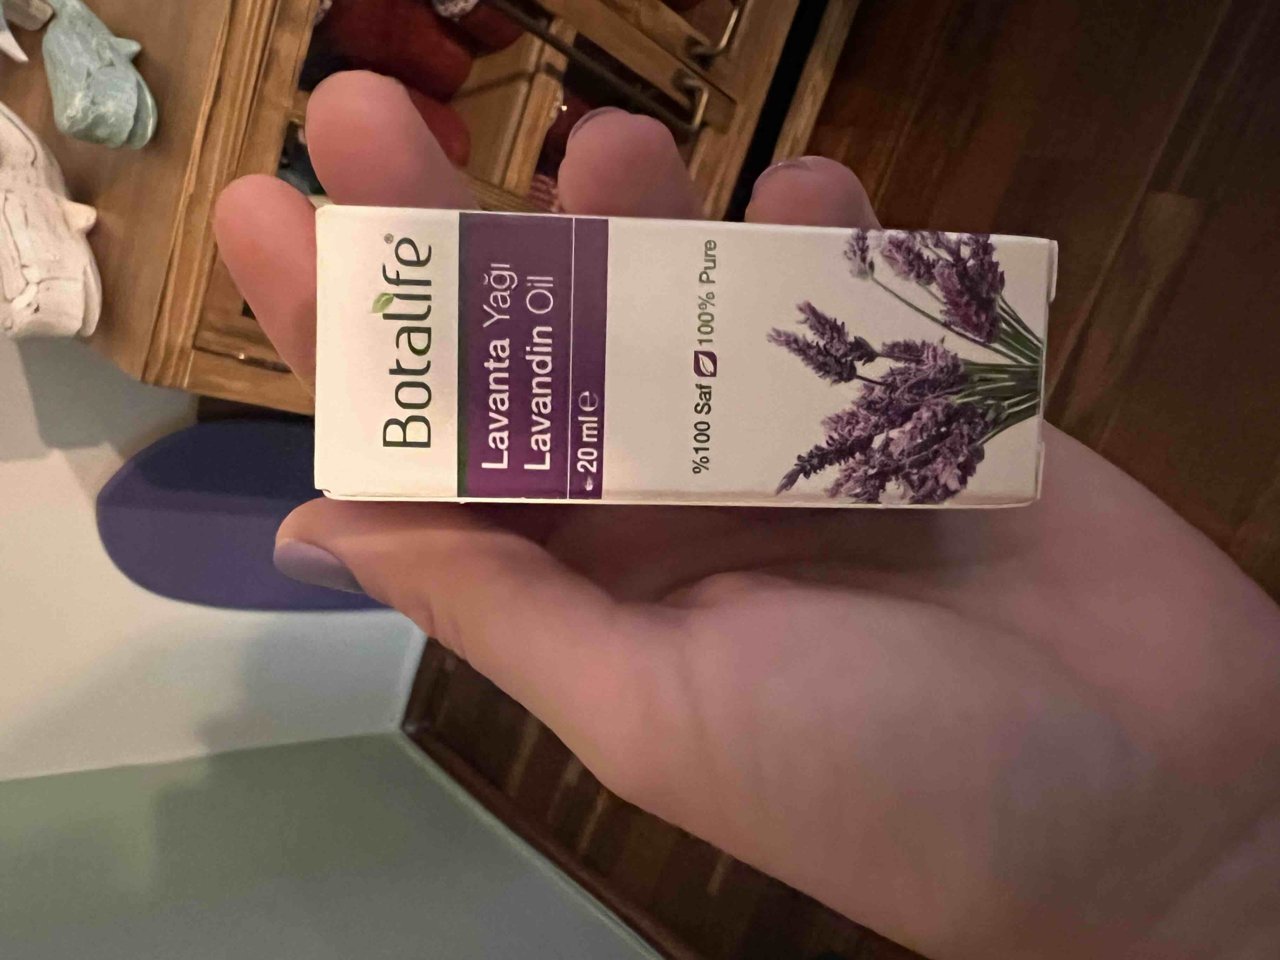 Botalife®
Lavanta Yağı
Lavandin Oil
20 ml ℮
%100 Saf 100% Pure